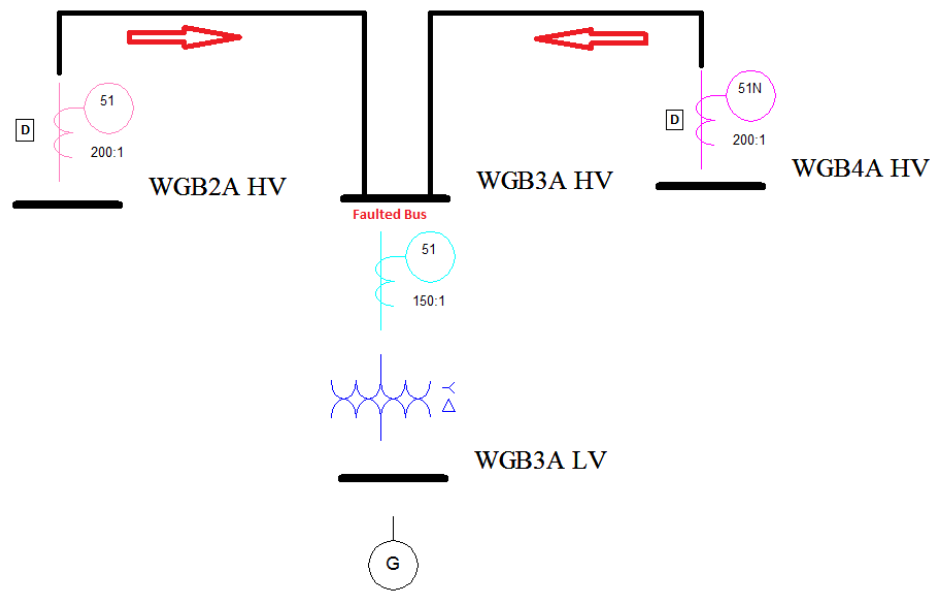 51
51N
D
D
200:1
200:1
WGB2A HV
WGB3A HV
WGB4A HV
Faulted Bus
51
150:1
WGB3A LV
G